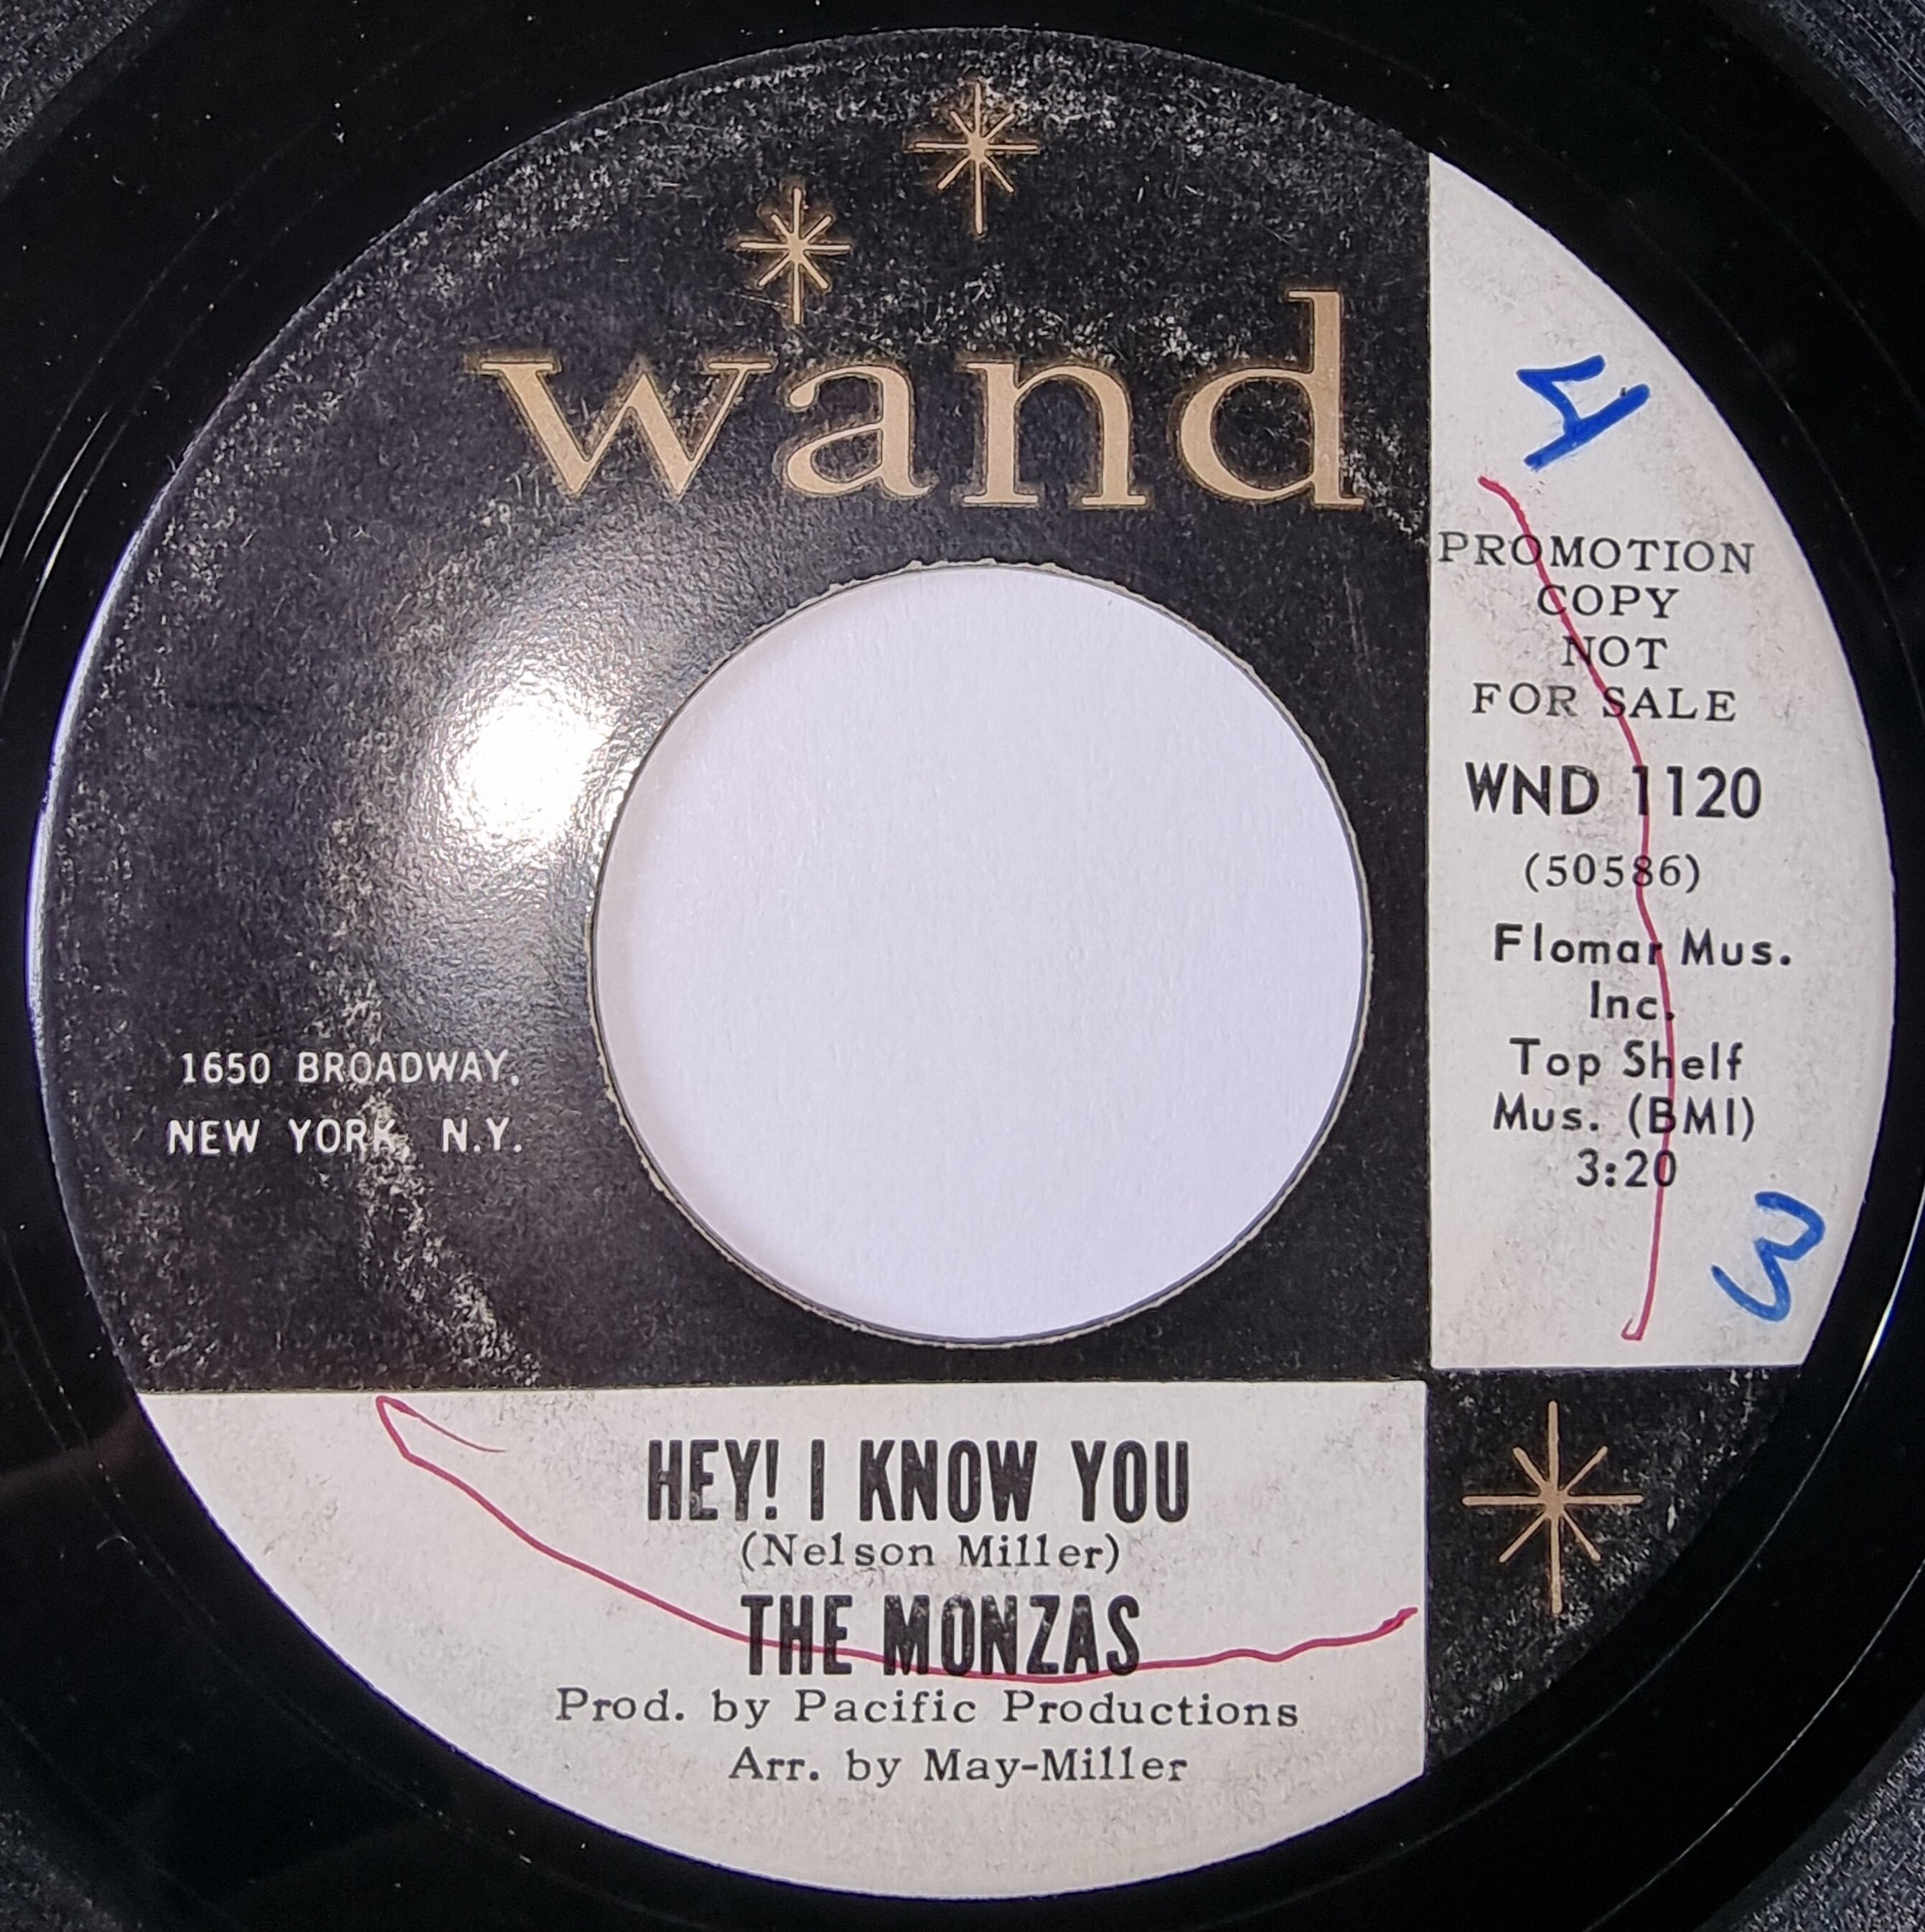 wand
4
PROMOTION
COPY
NOT
FOR SALE
WND 1120
(50586)
Flomar Mus.
Inc.
Top Shelf
Mus. (BMI)
3:20
1650 BROADWAY,
NEW YORK, N.Y.
HEY! I KNOW YOU
(Nelson Miller)
THE MONZAS
Prod. by Pacific Productions
Arr. by May-Miller